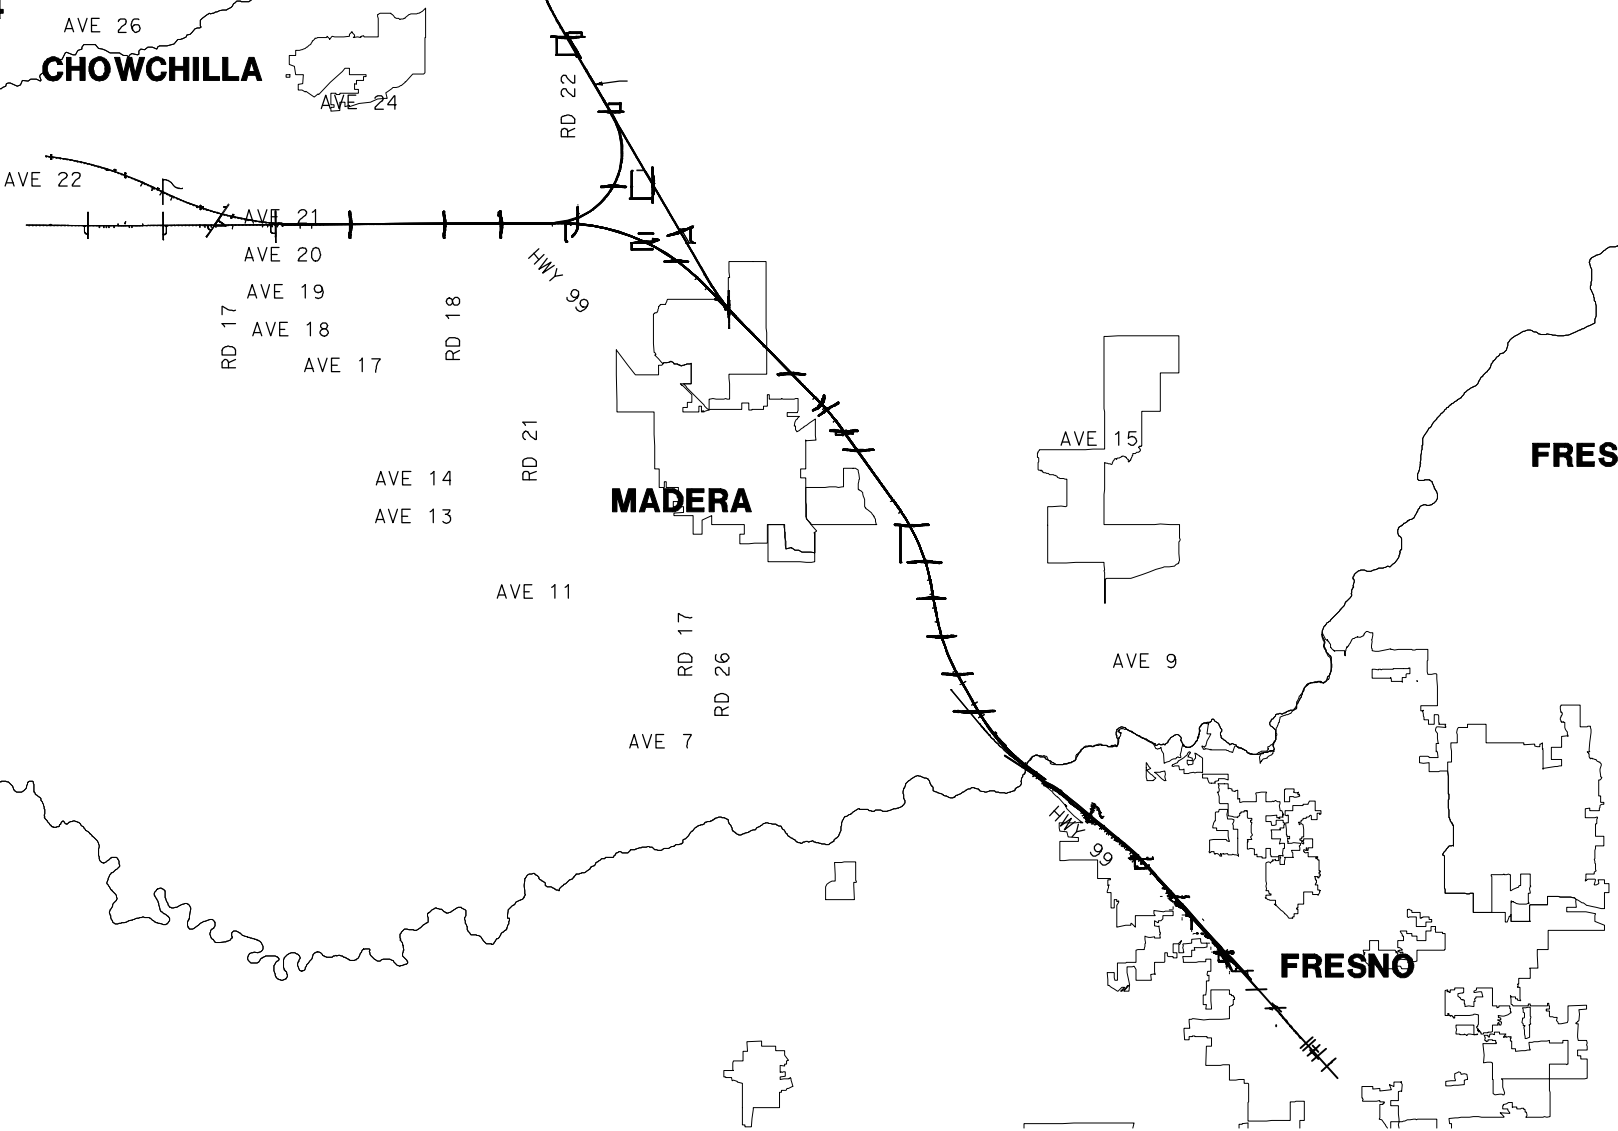 AVE 26
CHOWCHILLA
AVE 24
RD 22
AVE 22
AVE 21
AVE 20
HWY 99
AVE 19
RD 17
AVE 18
RD 18
AVE 17
AVE 15
RD 21
FRES
AVE 14
MADERA
AVE 13
AVE 11
RD 17
AVE 9
RD 26
AVE 7
HWY 99
FRESNO